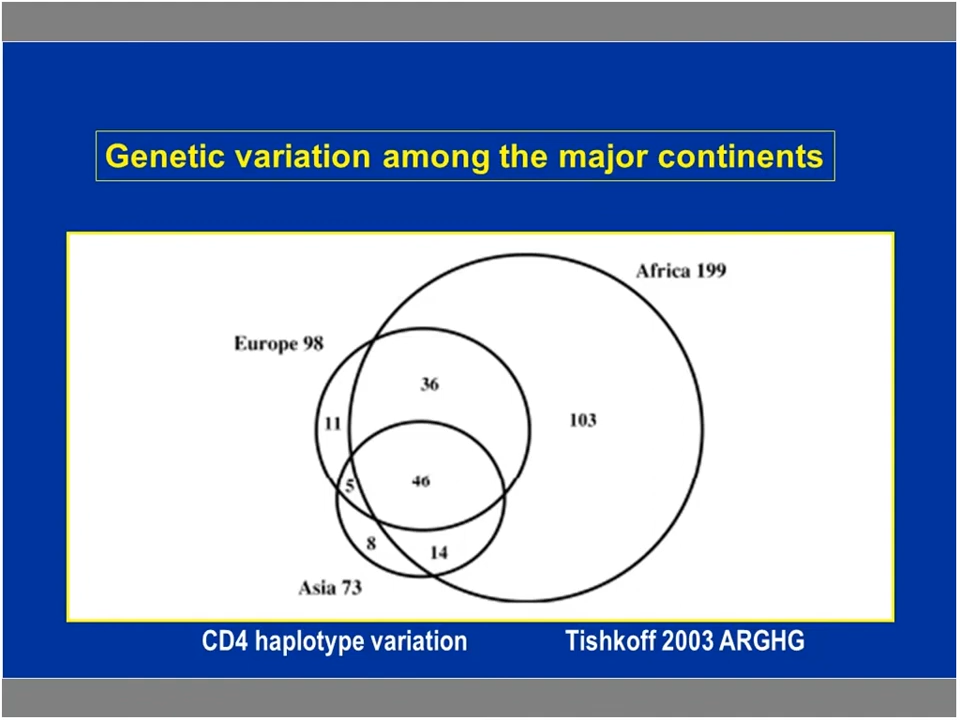 Genetic variation among the major continents
Africa 199
Europe 98
36
11
103
5
46
8
14
Asia 73
CD4 haplotype variation
Tishkoff 2003 ARGHG